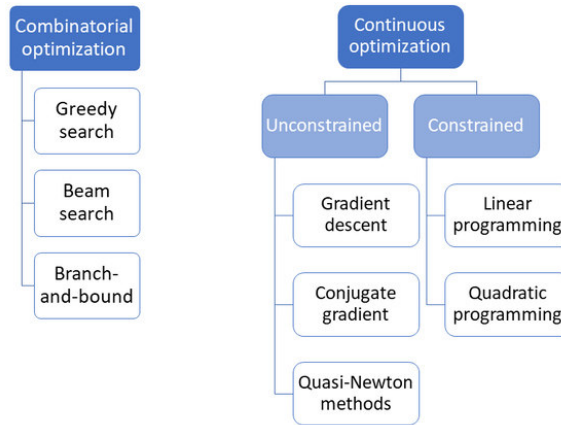 Combinatorial
optimization
Greedy
search
Beam
search
Branch-
and-bound
Continuous
optimization
Unconstrained
Gradient
descent
Conjugate
gradient
Quasi-Newton
methods
Constrained
Linear
programming
Quadratic
programming